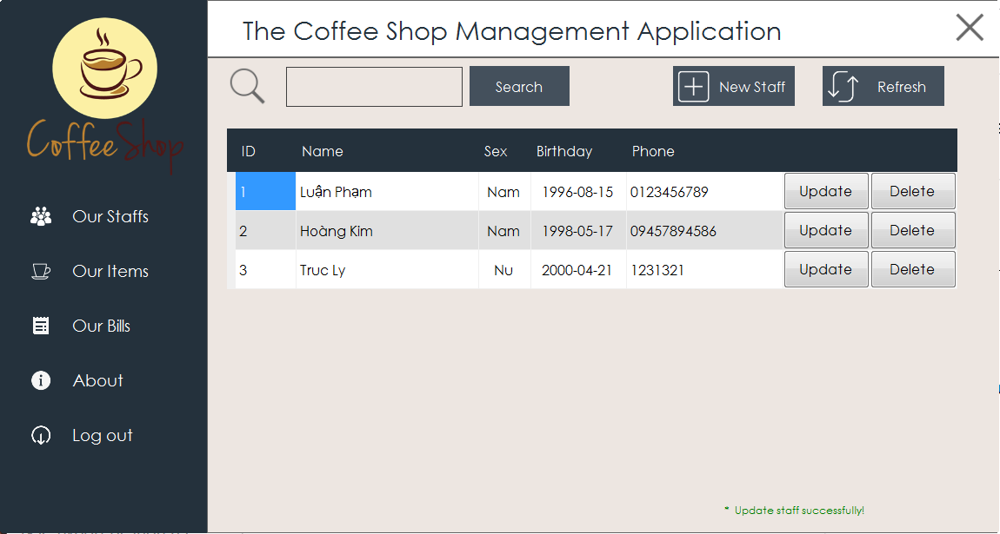 The Coffee Shop Management Application
CoffeeShop
Search
New Staff
Refresh
ID Name Sex Birthday Phone
1 Luận Phạm Nam 1996-08-15 0123456789 Update Delete
2 Hoàng Kim Nam 1998-05-17 09457894586 Update Delete
3 Truc Ly Nu 2000-04-21 1231321 Update Delete
Our Staffs
Our Items
Our Bills
About
Log out
* Update staff successfully!